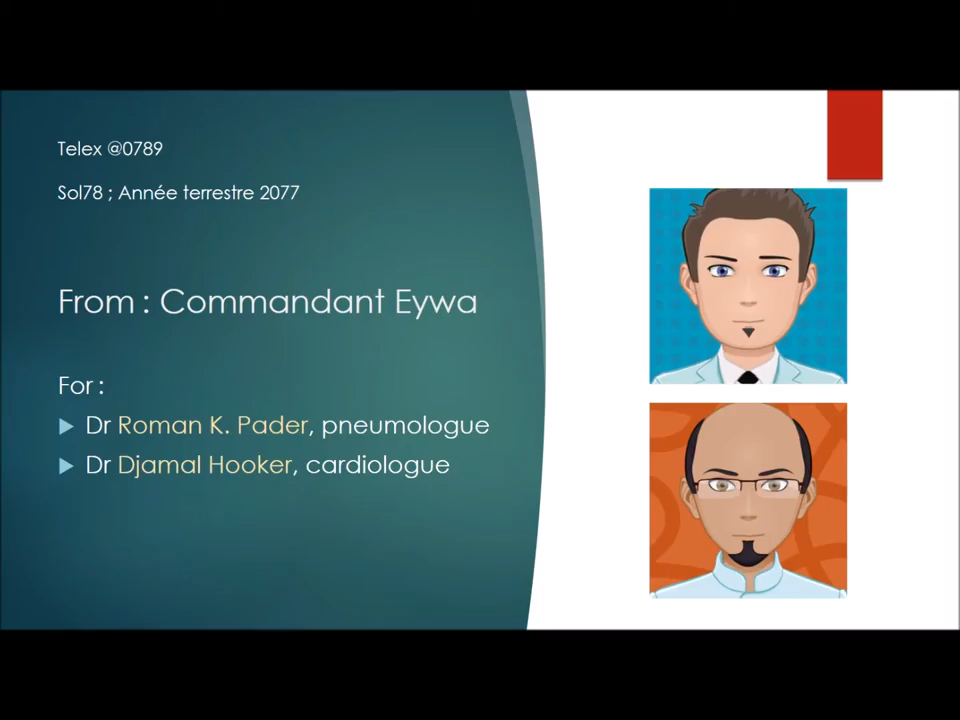 Telex @0789
Sol78 ; Année terrestre 2077
From : Commandant Eywa
For :
Dr Roman K. Pader, pneumologue
Dr Djamal Hooker, cardiologue